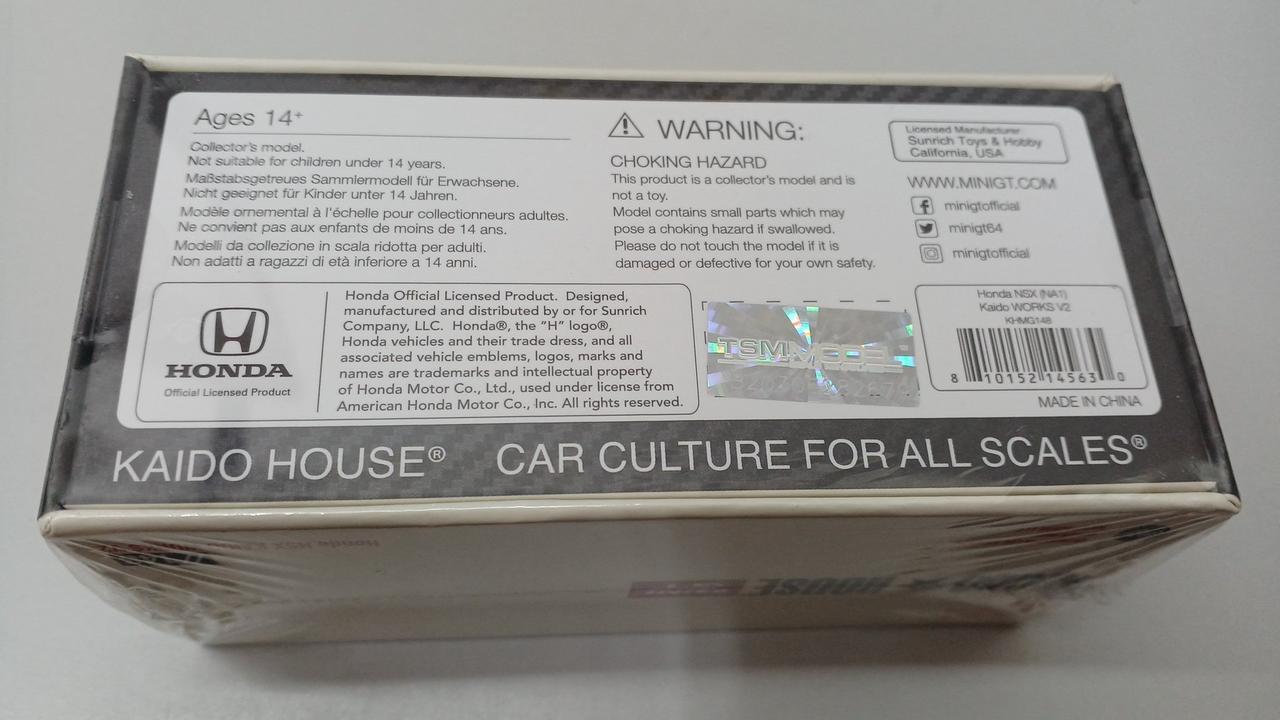 Ages 14+
Collector's model.
Not suitable for children under 14 years.
Maßstabsgetreues Sammlermodell für Erwachsene.
Nicht geeignet für Kinder unter 14 Jahren.
Modèle ornemental à l'échelle pour collectionneurs adultes.
Ne convient pas aux enfants de moins de 14 ans.
Modelli da collezione in scala ridotta per adulti.
Non adatti a ragazzi di età inferiore a 14 anni.
WARNING:
CHOKING HAZARD
This product is a collector's model and is
not a toy.
Model contains small parts which may
pose a choking hazard if swallowed.
Please do not touch the model if it is
damaged or defective for your own safety.
Licensed Manufacturer
Sunrich Toys & Hobby
California, USA
WWW.MINIGT.COM
minigtofficial
minigt64
minigtofficial
HONDA
Official Licensed Product
Honda Official Licensed Product. Designed,
manufactured and distributed by or for Sunrich
Company, LLC. Honda®, the "H" logo®,
Honda vehicles and their trade dress, and all
associated vehicle emblems, logos, marks and
names are trademarks and intellectual property
of Honda Motor Co., Ltd., used under license from
American Honda Motor Co., Inc. All rights reserved.
TSM MODEL
Honda NSX (NA1)
Kaido WORKS V2
KHMG148
8 10152 14563 0
MADE IN CHINA
KAIDO HOUSE® CAR CULTURE FOR ALL SCALES®
HOUSE